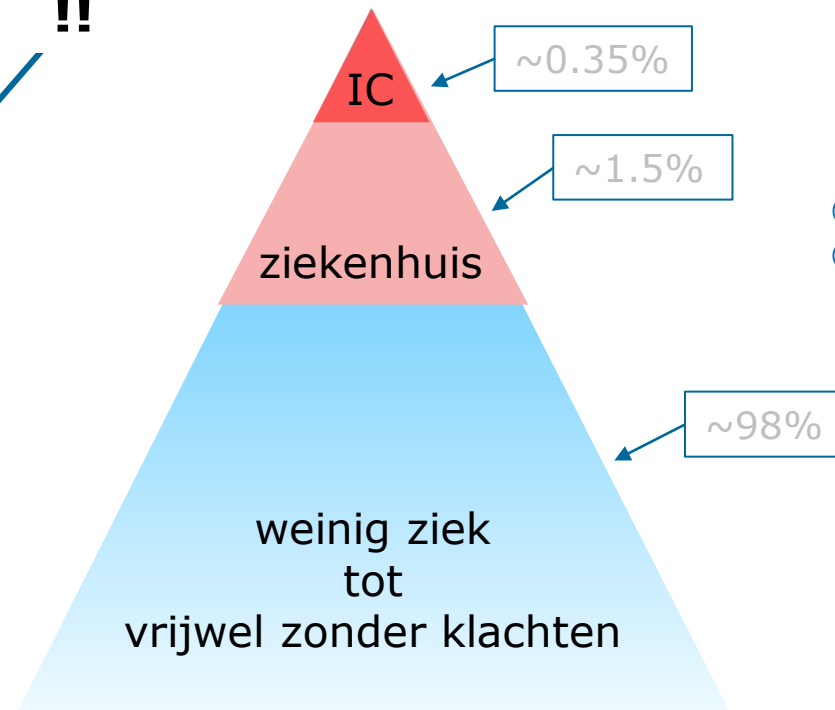 !!
IC
~0.35%
~1.5%
ziekenhuis
~98%
weinig ziek
tot
vrijwel zonder klachten